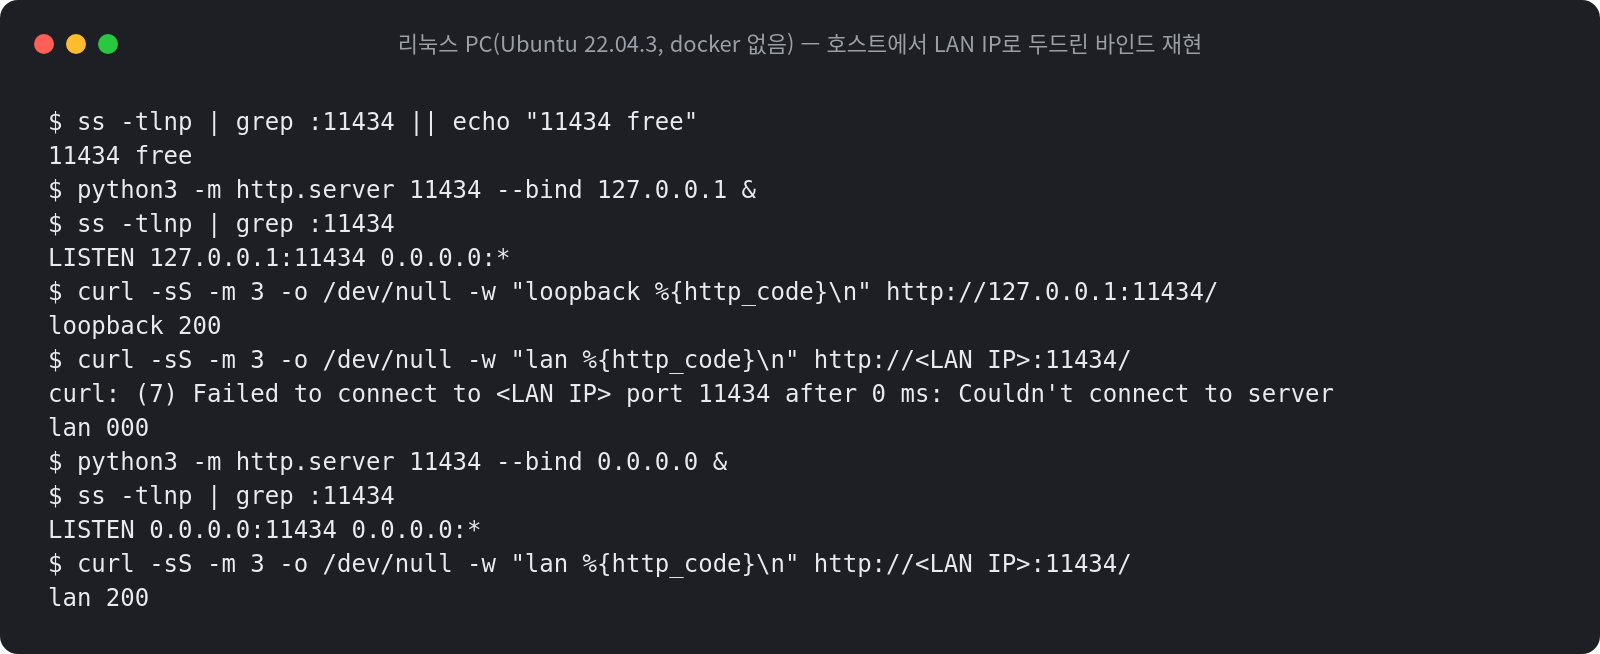 리눅스 PC(Ubuntu 22.04.3, docker 없음) — 호스트에서 LAN IP로 두드린 바인드 재현
$ ss -tlnp | grep :11434 || echo "11434 free"
11434 free
$ python3 -m http.server 11434 --bind 127.0.0.1 &
$ ss -tlnp | grep :11434
LISTEN 127.0.0.1:11434 0.0.0.0:*
$ curl -sS -m 3 -o /dev/null -w "loopback %{http_code}\n" http://127.0.0.1:11434/
loopback 200
$ curl -sS -m 3 -o /dev/null -w "lan %{http_code}\n" http://<LAN IP>:11434/
curl: (7) Failed to connect to <LAN IP> port 11434 after 0 ms: Couldn't connect to server
lan 000
$ python3 -m http.server 11434 --bind 0.0.0.0 &
$ ss -tlnp | grep :11434
LISTEN 0.0.0.0:11434 0.0.0.0:*
$ curl -sS -m 3 -o /dev/null -w "lan %{http_code}\n" http://<LAN IP>:11434/
lan 200